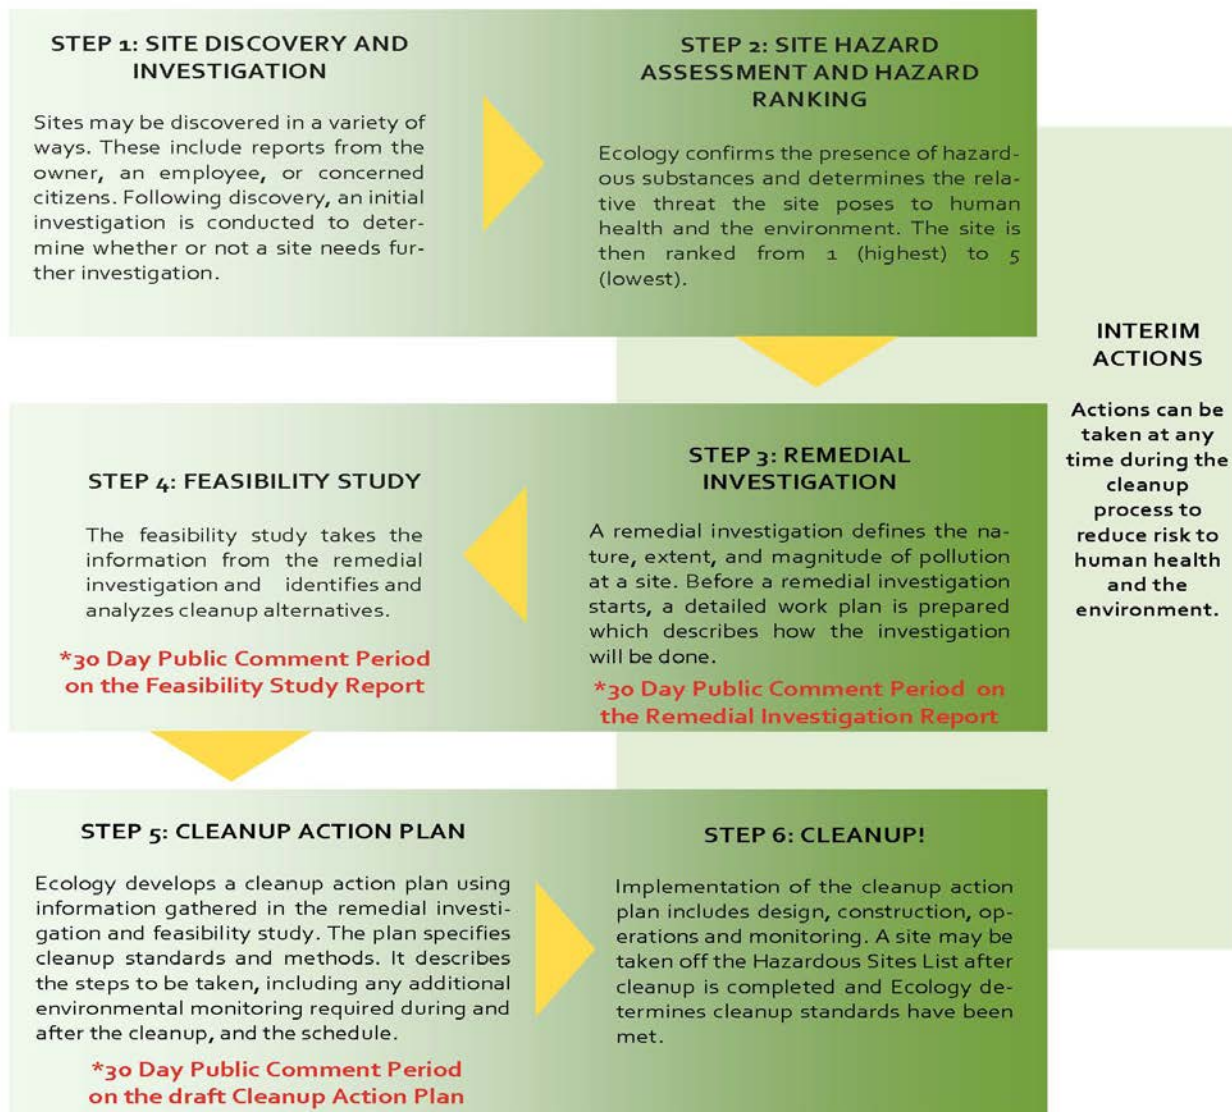 STEP 1: SITE DISCOVERY AND
INVESTIGATION
Sites may be discovered in a variety of
ways. These include reports from the
owner, an employee, or concerned
citizens. Following discovery, an initial
investigation is conducted to deter-
mine whether or not a site needs fur-
ther investigation.
STEP 2: SITE HAZARD
ASSESSMENT AND HAZARD
RANKING
Ecology confirms the presence of hazard-
ous substances and determines the rela-
tive threat the site poses to human
health and the environment. The site is
then ranked from 1 (highest) to 5
(lowest).
INTERIM
ACTIONS
Actions can be
taken at any
time during the
cleanup
process to
reduce risk to
human health
and the
environment.
STEP 3: REMEDIAL
INVESTIGATION
A remedial investigation defines the na-
ture, extent, and magnitude of pollution
at a site. Before a remedial investigation
starts, a detailed work plan is prepared
which describes how the investigation
will be done.
*30 Day Public Comment Period on
the Remedial Investigation Report
STEP 4: FEASIBILITY STUDY
The feasibility study takes the
information from the remedial
investigation and identifies and
analyzes cleanup alternatives.
*30 Day Public Comment Period
on the Feasibility Study Report
STEP 5: CLEANUP ACTION PLAN
Ecology develops a cleanup action plan using
information gathered in the remedial investi-
gation and feasibility study. The plan specifies
cleanup standards and methods. It describes
the steps to be taken, including any additional
environmental monitoring required during and
after the cleanup, and the schedule.
*30 Day Public Comment Period
on the draft Cleanup Action Plan
STEP 6: CLEANUP!
Implementation of the cleanup action
plan includes design, construction, op-
erations and monitoring. A site may be
taken off the Hazardous Sites List after
cleanup is completed and Ecology de-
termines cleanup standards have been
met.